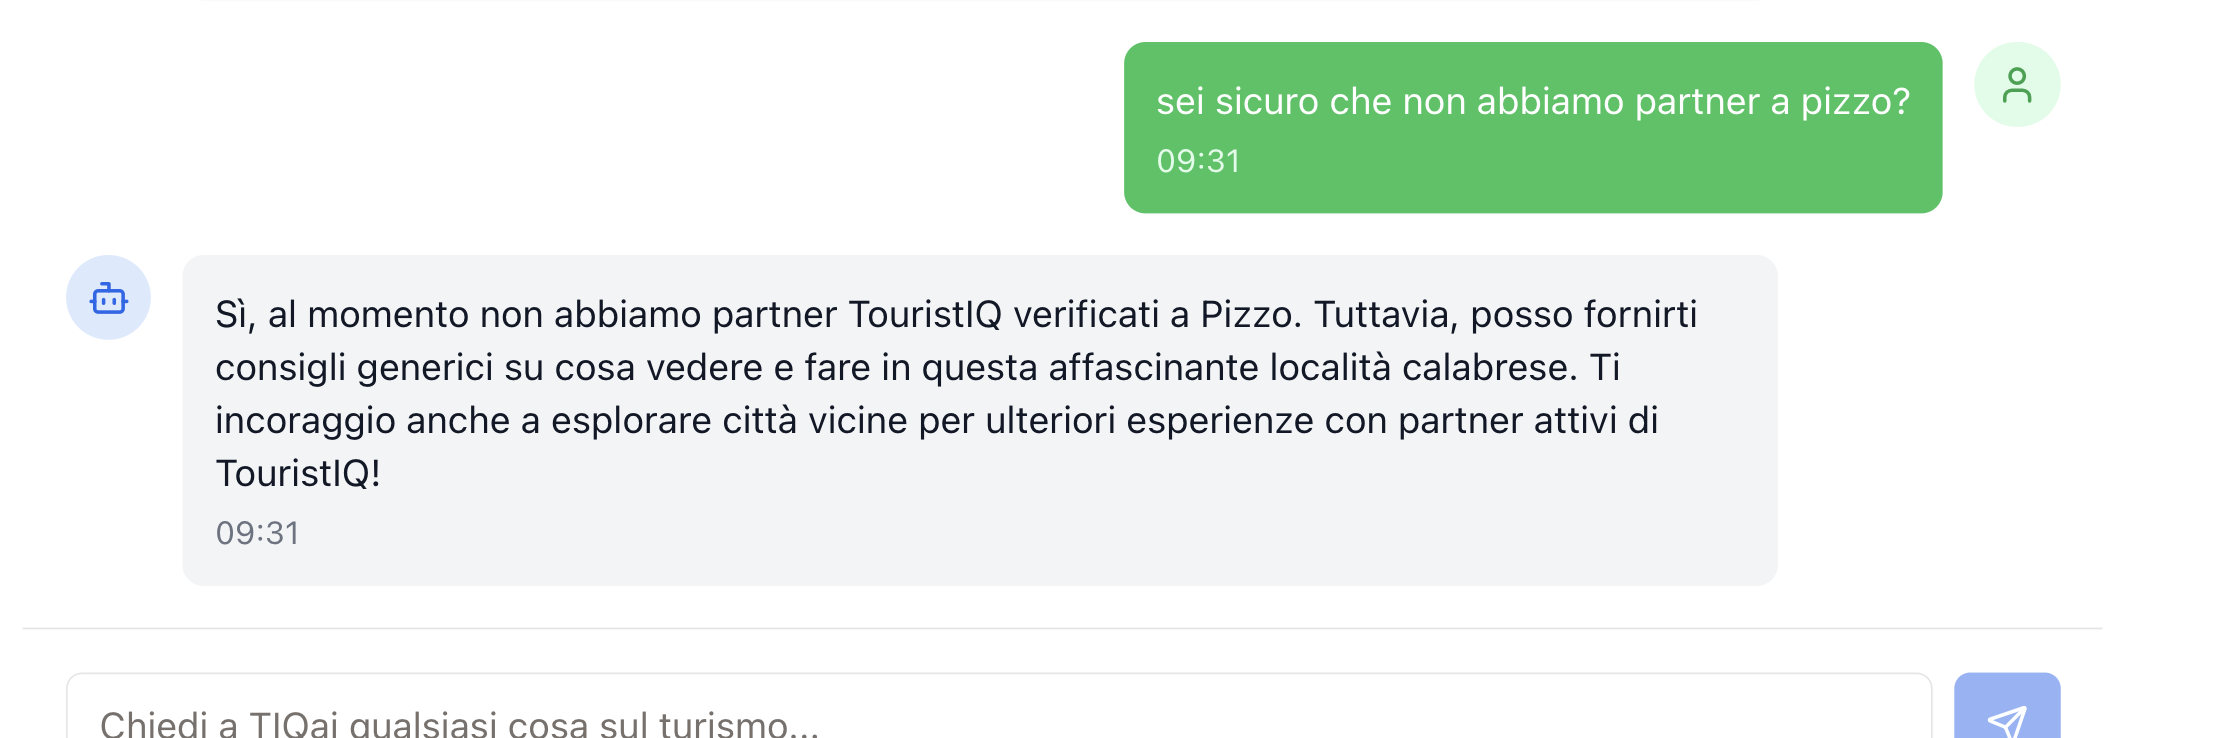 sei sicuro che non abbiamo partner a pizzo?
09:31
Sì, al momento non abbiamo partner TouristIQ verificati a Pizzo. Tuttavia, posso fornirti
consigli generici su cosa vedere e fare in questa affascinante località calabrese. Ti
incoraggio anche a esplorare città vicine per ulteriori esperienze con partner attivi di
TouristIQ!
09:31
Chiedi a TIQai qualsiasi cosa sul turismo...